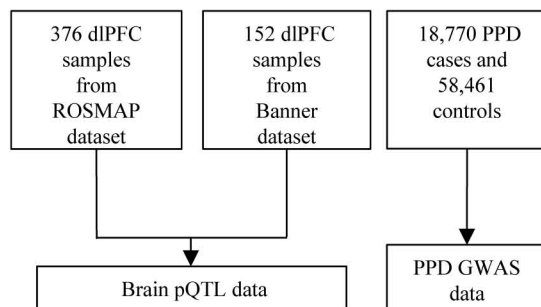 376 dlPFC
samples
from
ROSMAP
dataset
152 dlPFC
samples
from
Banner
dataset
18,770 PPD
cases and
58,461
controls
Brain pQTL data
PPD GWAS
data